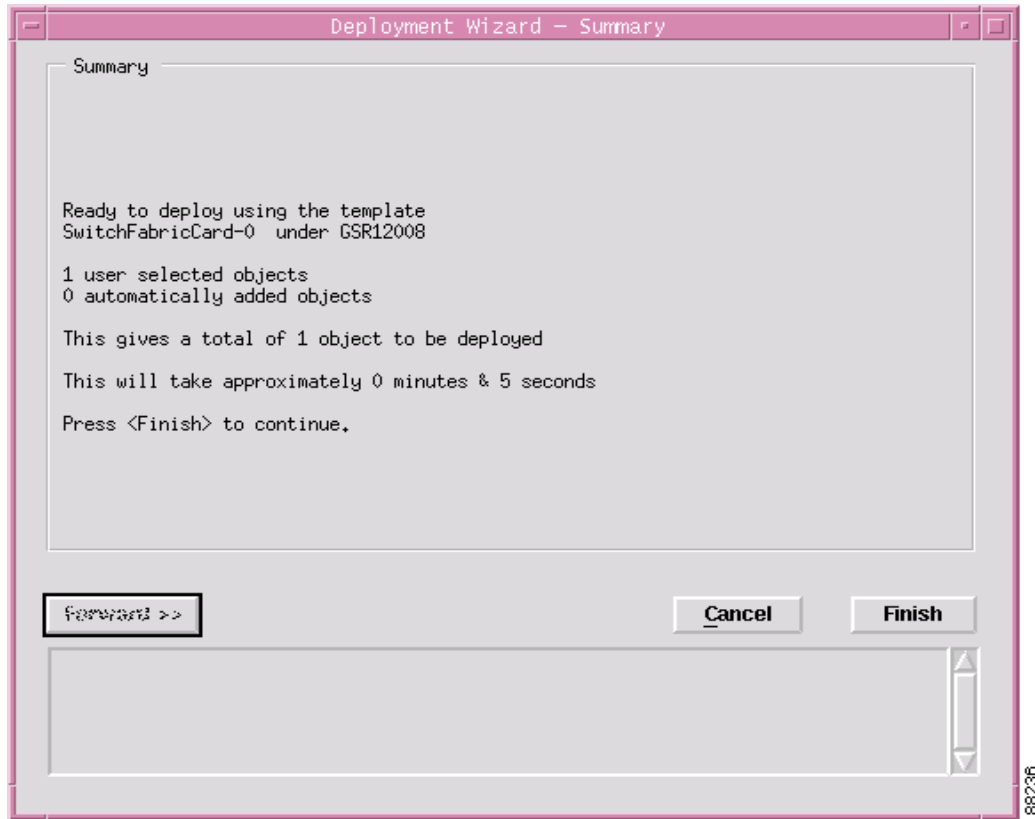 Deployment Wizard — Summary
Summary
Ready to deploy using the template
SwitchFabricCard-0  under GSR12008
1 user selected objects
0 automatically added objects
This gives a total of 1 object to be deployed
This will take approximately 0 minutes & 5 seconds
Press <Finish> to continue.
Forward >>
Cancel
Finish
88236